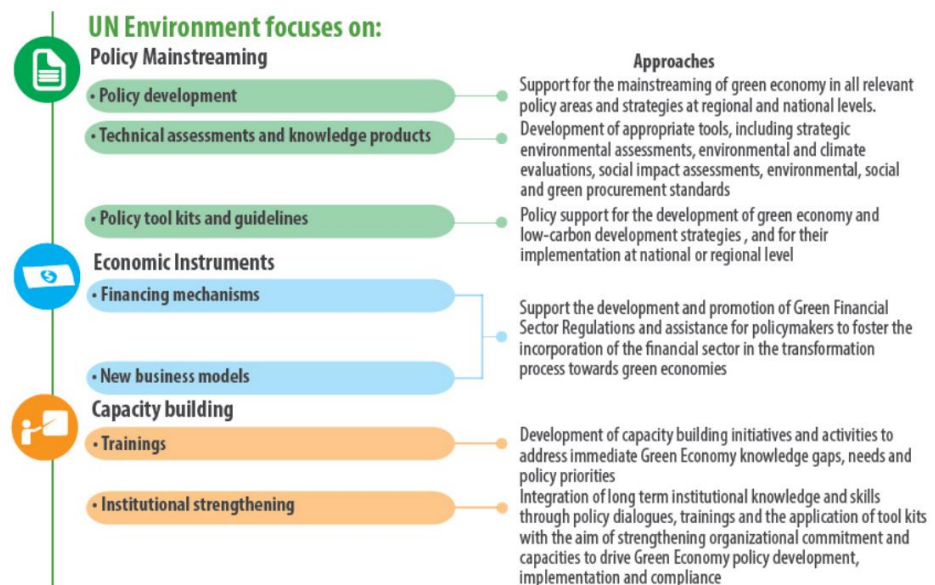 UN Environment focuses on:
Policy Mainstreaming
Approaches
• Policy development
Support for the mainstreaming of green economy in all relevant
policy areas and strategies at regional and national levels.
• Technical assessments and knowledge products
Development of appropriate tools, including strategic
environmental assessments, environmental and climate
evaluations, social impact assessments, environmental, social
and green procurement standards
• Policy tool kits and guidelines
Policy support for the development of green economy and
low-carbon development strategies , and for their
implementation at national or regional level
Economic Instruments
• Financing mechanisms
• New business models
Support the development and promotion of Green Financial
Sector Regulations and assistance for policymakers to foster the
incorporation of the financial sector in the transformation
process towards green economies
Capacity building
• Trainings
Development of capacity building initiatives and activities to
address immediate Green Economy knowledge gaps, needs and
policy priorities
• Institutional strengthening
Integration of long term institutional knowledge and skills
through policy dialogues, trainings and the application of tool kits
with the aim of strengthening organizational commitment and
capacities to drive Green Economy policy development,
implementation and compliance